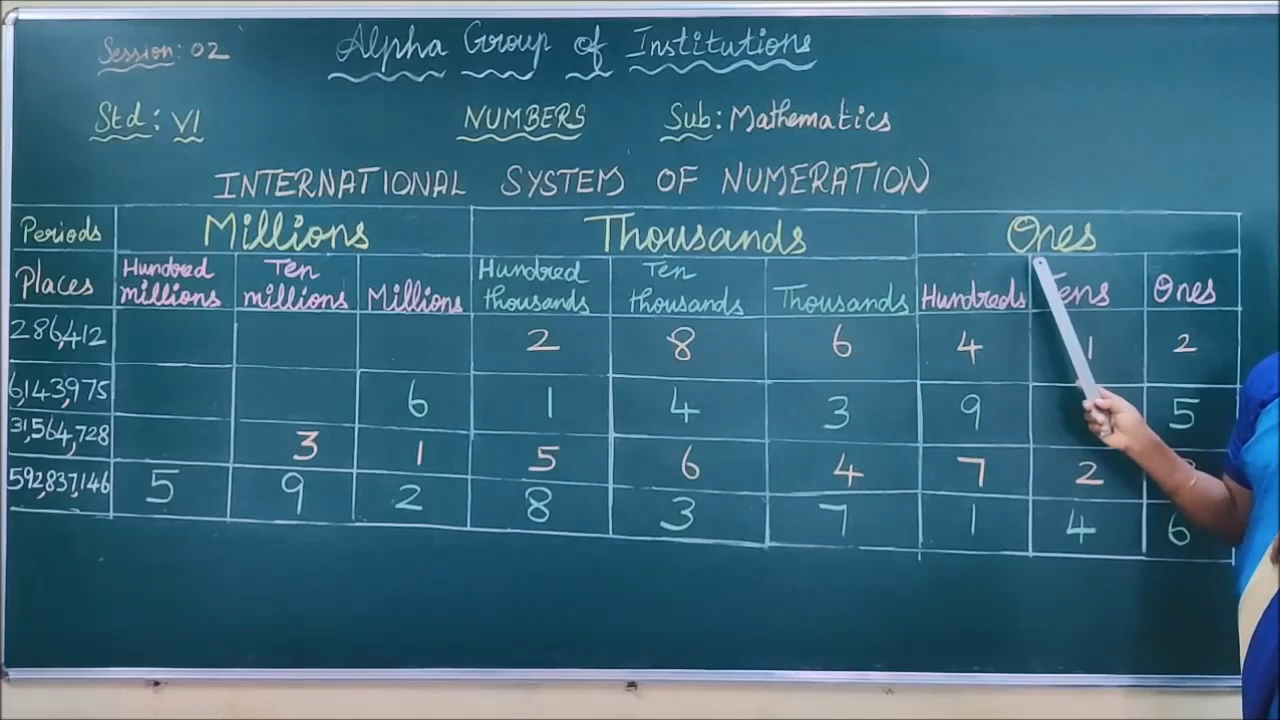 Session: 02
Alpha Group of Institutions
Std: VI
NUMBERS
Sub: Mathematics
INTERNATIONAL SYSTEM OF NUMERATION
Periods Millions Thousands Ones
Places Hundred millions Ten millions Millions Hundred thousands Ten thousands Thousands Hundreds Tens Ones
286,412 2 8 6 4 1 2
6,143,975 6 1 4 3 9 5
31,564,728 3 1 5 6 4 7 2
592,837,146 5 9 2 8 3 7 1 4 6